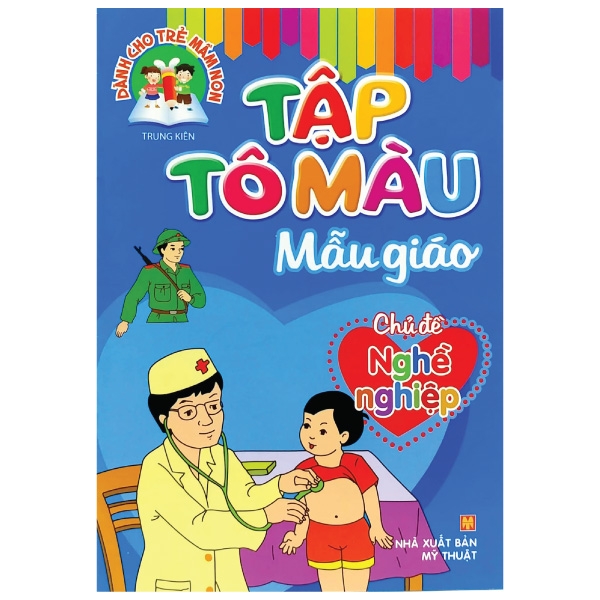 DÀNH CHO TRẺ MẦM NON
TRUNG KIÊN
TẬP
TÔ MÀU
Mẫu giáo
Chủ đề
Nghề
nghiệp
M
NHÀ XUẤT BẢN
MỸ THUẬT